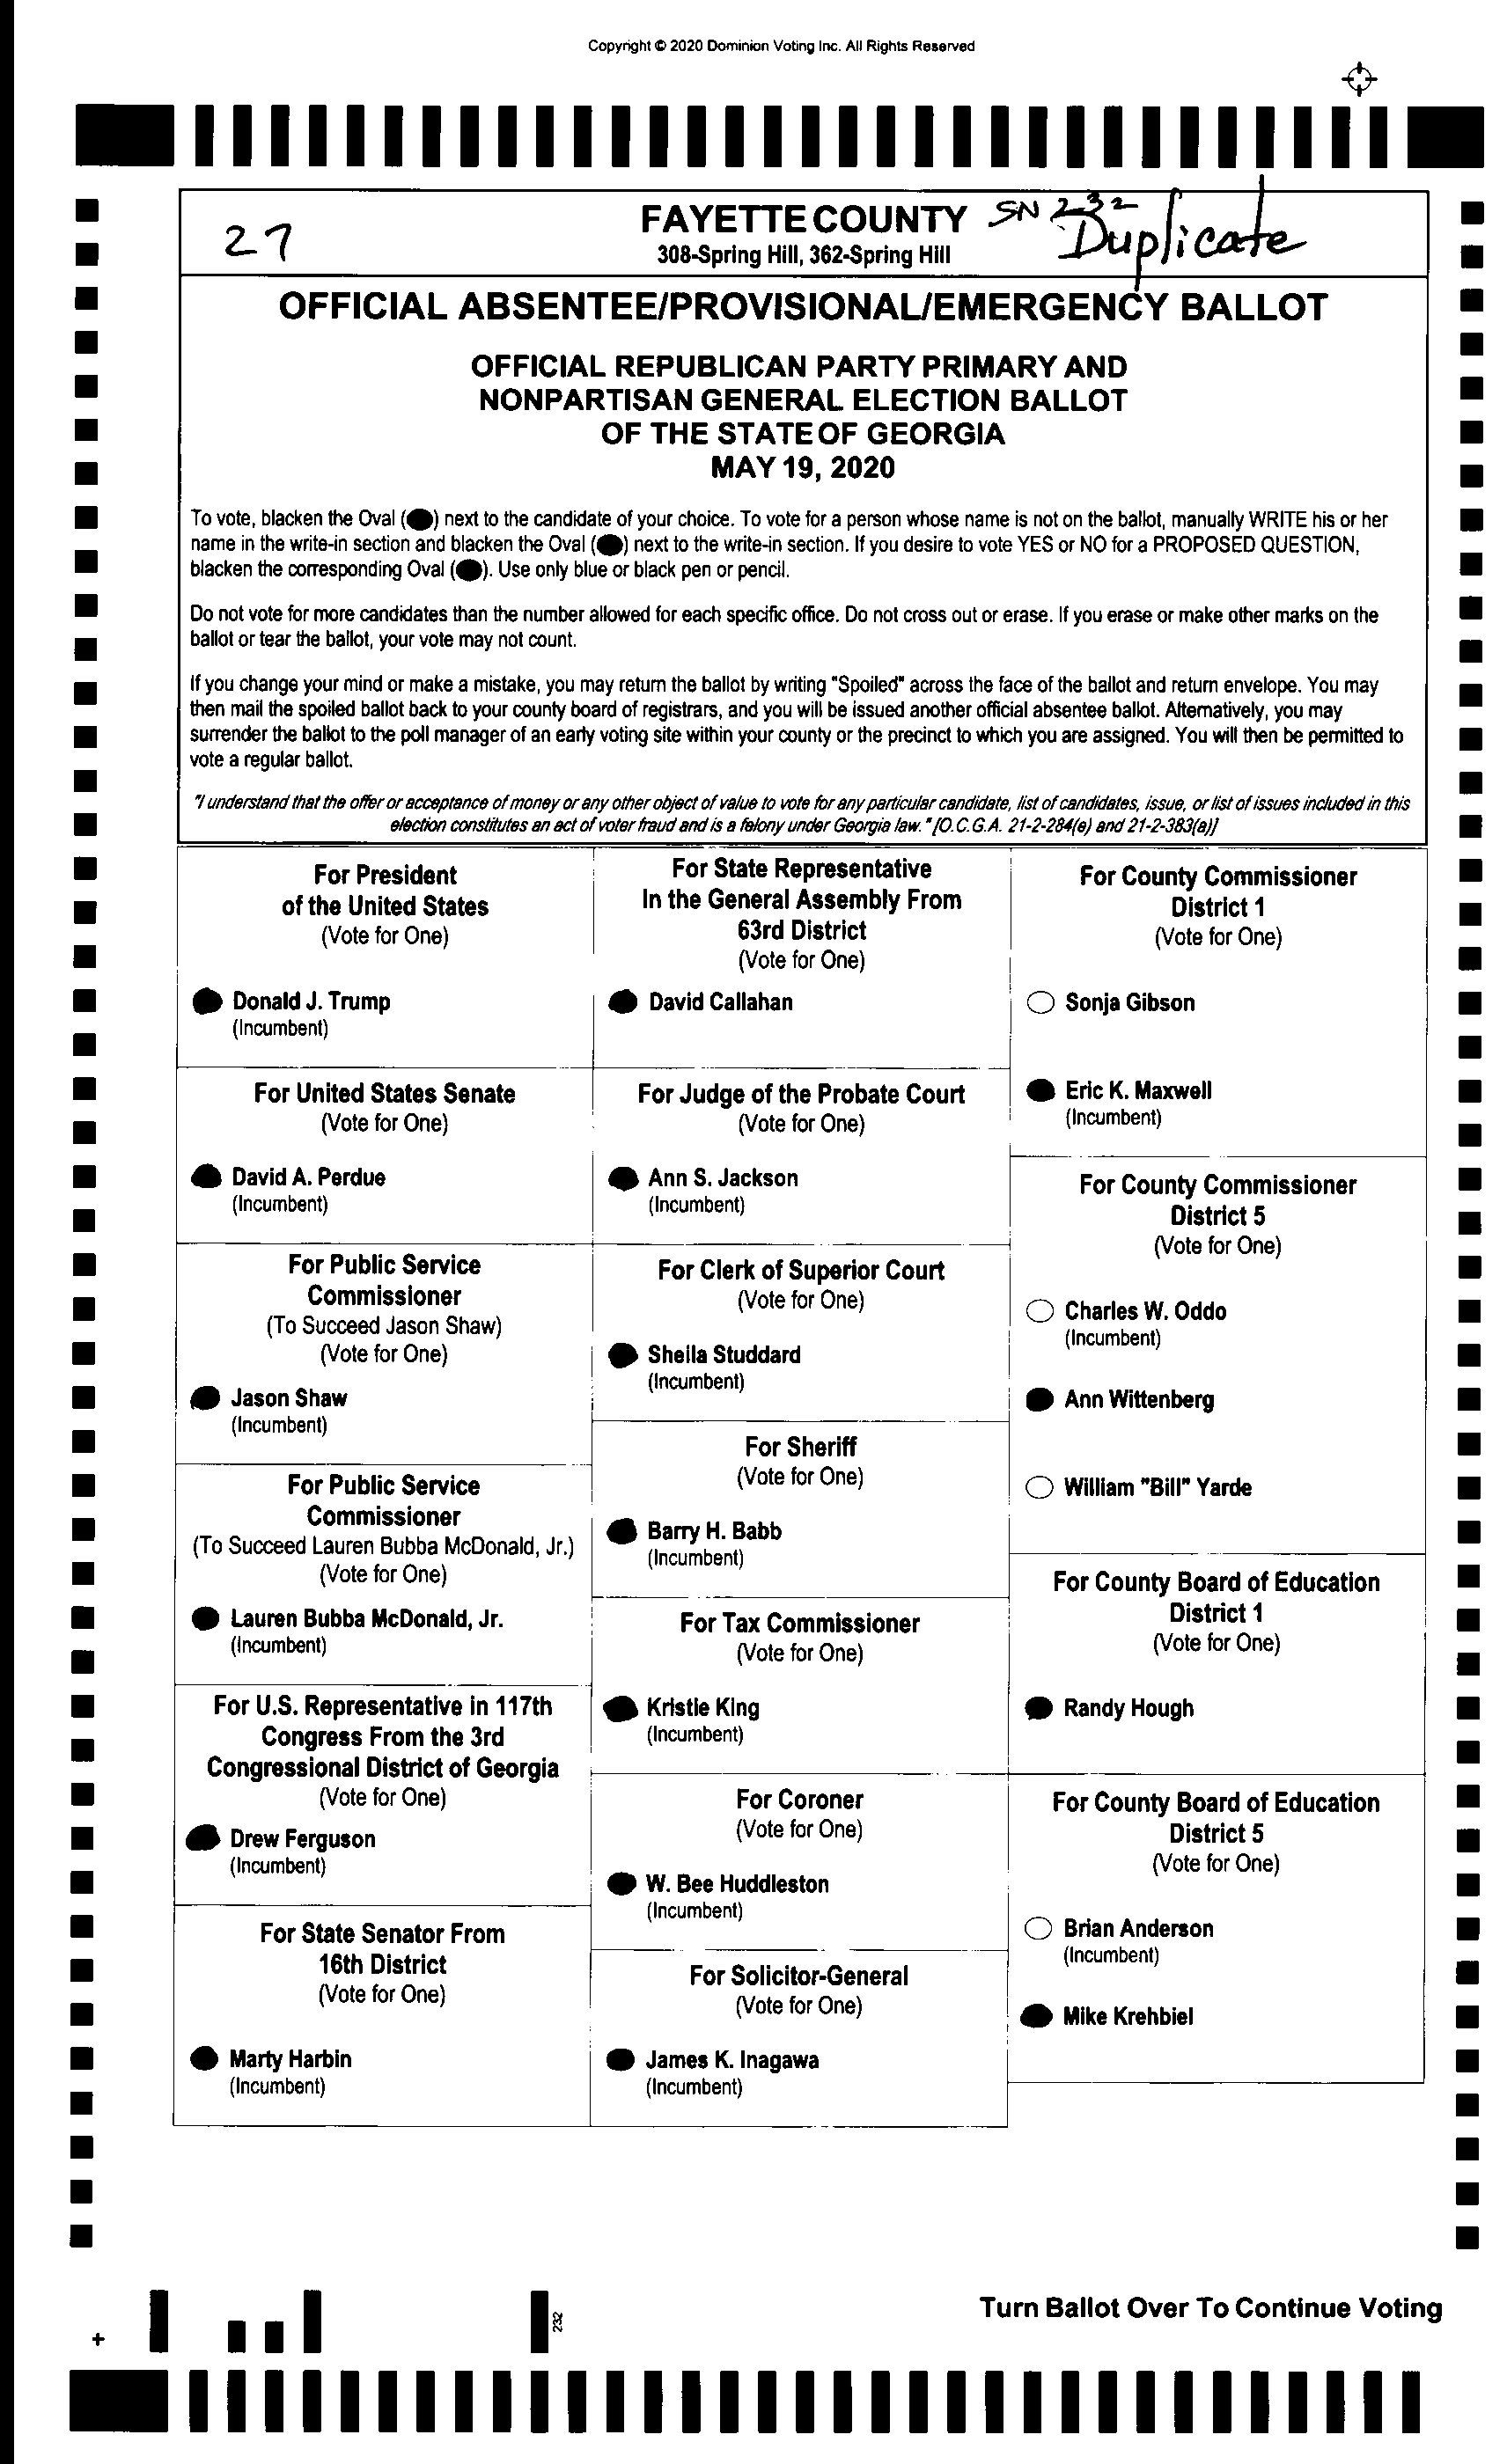 Copyright © 2020 Dominion Voting Inc. All Rights Reserved
27
FAYETTE COUNTY
SN 232
Duplicate
308-Spring Hill, 362-Spring Hill
OFFICIAL ABSENTEE/PROVISIONAL/EMERGENCY BALLOT
OFFICIAL REPUBLICAN PARTY PRIMARY AND
NONPARTISAN GENERAL ELECTION BALLOT
OF THE STATE OF GEORGIA
MAY 19, 2020
To vote, blacken the Oval (⬬) next to the candidate of your choice. To vote for a person whose name is not on the ballot, manually WRITE his or her
name in the write-in section and blacken the Oval (⬬) next to the write-in section. If you desire to vote YES or NO for a PROPOSED QUESTION,
blacken the corresponding Oval (⬬). Use only blue or black pen or pencil.
Do not vote for more candidates than the number allowed for each specific office. Do not cross out or erase. If you erase or make other marks on the
ballot or tear the ballot, your vote may not count.
If you change your mind or make a mistake, you may return the ballot by writing "Spoiled" across the face of the ballot and return envelope. You may
then mail the spoiled ballot back to your county board of registrars, and you will be issued another official absentee ballot. Alternatively, you may
surrender the ballot to the poll manager of an early voting site within your county or the precinct to which you are assigned. You will then be permitted to
vote a regular ballot.
"I understand that the offer or acceptance of money or any other object of value to vote for any particular candidate, list of candidates, issue, or list of issues included in this
election constitutes an act of voter fraud and is a felony under Georgia law." [O.C.G.A. 21-2-284(e) and 21-2-383(a)]
For President
of the United States
(Vote for One)
Donald J. Trump
(Incumbent)
For United States Senate
(Vote for One)
David A. Perdue
(Incumbent)
For Public Service
Commissioner
(To Succeed Jason Shaw)
(Vote for One)
Jason Shaw
(Incumbent)
For Public Service
Commissioner
(To Succeed Lauren Bubba McDonald, Jr.)
(Vote for One)
Lauren Bubba McDonald, Jr.
(Incumbent)
For U.S. Representative in 117th
Congress From the 3rd
Congressional District of Georgia
(Vote for One)
Drew Ferguson
(Incumbent)
For State Senator From
16th District
(Vote for One)
Marty Harbin
(Incumbent)
For State Representative
In the General Assembly From
63rd District
(Vote for One)
David Callahan
For Judge of the Probate Court
(Vote for One)
Ann S. Jackson
(Incumbent)
For Clerk of Superior Court
(Vote for One)
Sheila Studdard
(Incumbent)
For Sheriff
(Vote for One)
Barry H. Babb
(Incumbent)
For Tax Commissioner
(Vote for One)
Kristie King
(Incumbent)
For Coroner
(Vote for One)
W. Bee Huddleston
(Incumbent)
For Solicitor-General
(Vote for One)
James K. Inagawa
(Incumbent)
For County Commissioner
District 1
(Vote for One)
Sonja Gibson
Eric K. Maxwell
(Incumbent)
For County Commissioner
District 5
(Vote for One)
Charles W. Oddo
(Incumbent)
Ann Wittenberg
William "Bill" Yarde
For County Board of Education
District 1
(Vote for One)
Randy Hough
For County Board of Education
District 5
(Vote for One)
Brian Anderson
(Incumbent)
Mike Krehbiel
Turn Ballot Over To Continue Voting
232